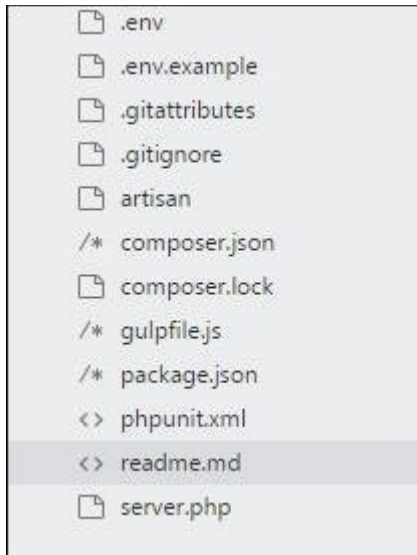 .env
.env.example
.gitattributes
.gitignore
artisan
/* composer.json
composer.lock
/* gulpfile.js
/* package.json
<> phpunit.xml
<> readme.md
server.php